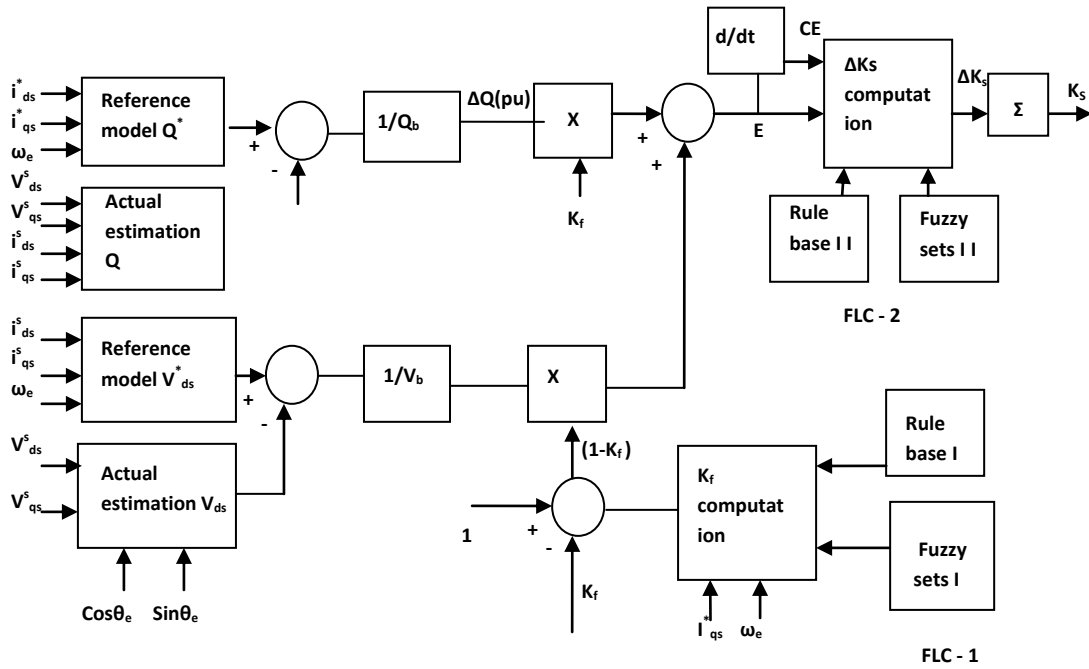 d/dt
CE
i*ds
i*qs
ωe
Reference
model Q*
+
-
1/Qb
ΔQ(pu)
X
Kf
+
+
E
ΔKs
computat
ion
ΔKs
Σ
KS
Vsds
Vsqs
isds
isqs
Actual
estimation
Q
Rule
base I I
Fuzzy
sets I I
FLC - 2
isds
isqs
ωe
Reference
model V*ds
+
-
1/Vb
X
(1-Kf)
Vsds
Vsqs
Actual
estimation Vds
Cosθe
Sinθe
1
+
-
Kf
Kf
computat
ion
I*qs
ωe
Rule
base I
Fuzzy
sets I
FLC - 1